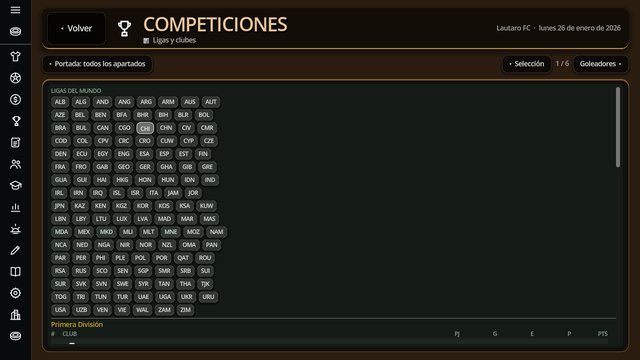 • Volver
COMPETICIONES
Ligas y clubes
Lautaro FC · lunes 26 de enero de 2026
• Portada: todos los apartados
• Selección
1 / 6
Goleadores •
LIGAS DEL MUNDO
ALB ALG AND ANG ARG ARM AUS AUT
AZE BEL BEN BFA BHR BIH BLR BOL
BRA BUL CAN CGO CHI CHN CIV CMR
COD COL CPV CRC CRO CUW CYP CZE
DEN ECU EGY ENG ESA ESP EST FIN
FRA FRO GAB GEO GER GHA GIB GRE
GUA GUI HAI HKG HON HUN IDN IND
IRL IRN IRQ ISL ISR ITA JAM JOR
JPN KAZ KEN KGZ KOR KOS KSA KUW
LBN LBY LTU LUX LVA MAD MAR MAS
MDA MEX MKD MLI MLT MNE MOZ NAM
NCA NED NGA NIR NOR NZL OMA PAN
PAR PER PHI PLE POL POR QAT ROU
RSA RUS SCO SEN SGP SMR SRB SUI
SUR SVK SVN SWE SYR TAN THA TJK
TOG TRI TUN TUR UAE UGA UKR URU
USA UZB VEN VIE WAL ZAM ZIM
Primera División
# CLUB PJ G E P PTS